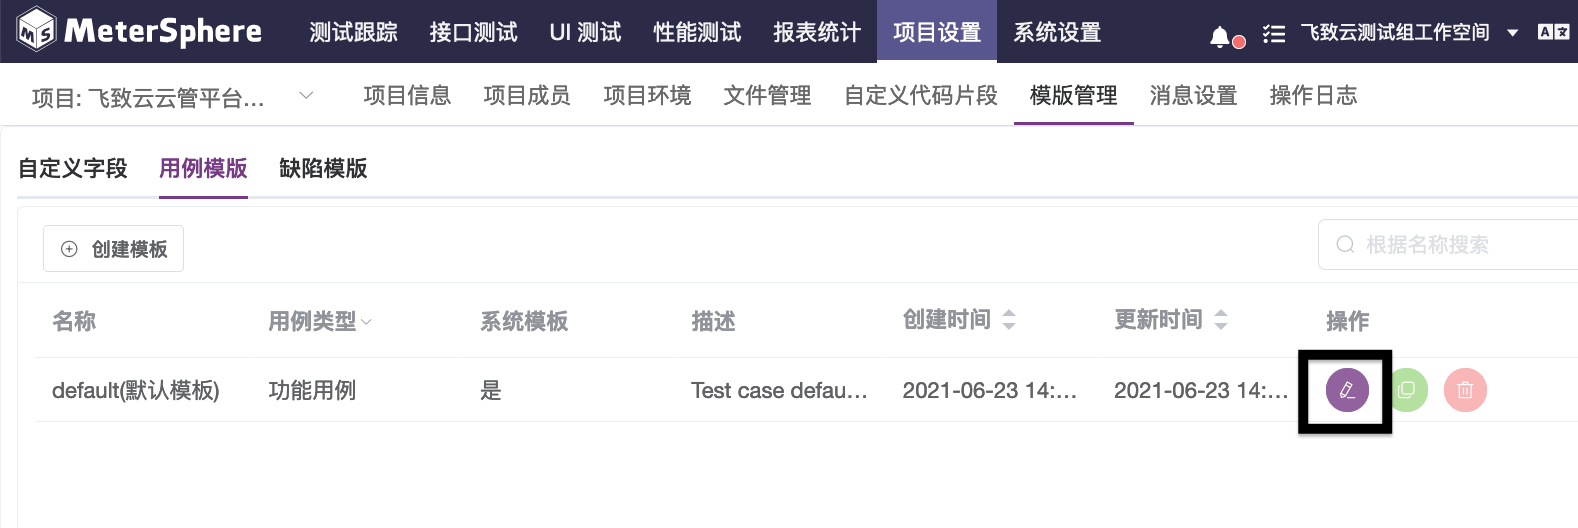 MeterSphere 测试跟踪 接口测试 UI 测试 性能测试 报表统计 项目设置 系统设置 飞致云测试组工作空间
项目: 飞致云云管平台... 项目信息 项目成员 项目环境 文件管理 自定义代码片段 模版管理 消息设置 操作日志
自定义字段 用例模版 缺陷模版
创建模板 根据名称搜索
名称 用例类型 系统模板 描述 创建时间 更新时间 操作
default(默认模板) 功能用例 是 Test case defau... 2021-06-23 14:... 2021-06-23 14:...